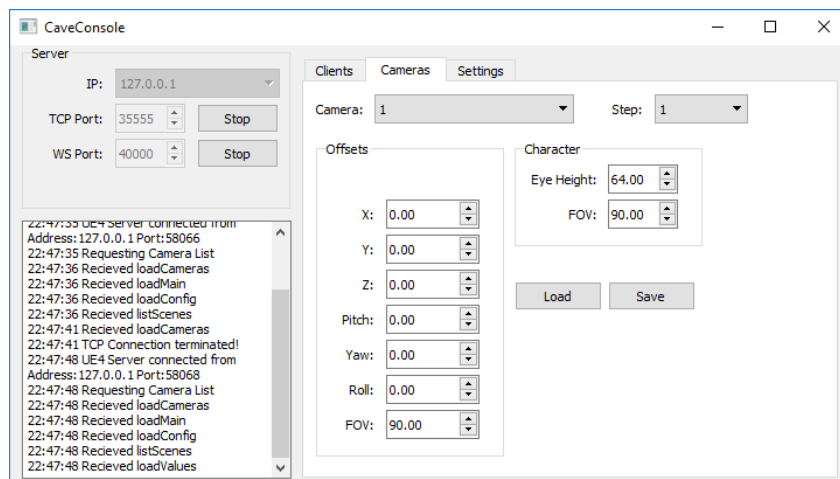 CaveConsole
Server
IP: 127.0.0.1
TCP Port: 35555 Stop
WS Port: 40000 Stop
22:47:35 UE4 Server connected from
Address:127.0.0.1 Port:58066
22:47:35 Requesting Camera List
22:47:36 Recieved loadCameras
22:47:36 Recieved loadMain
22:47:36 Recieved loadConfig
22:47:36 Recieved listScenes
22:47:41 Recieved loadCameras
22:47:41 TCP Connection terminated!
22:47:48 UE4 Server connected from
Address:127.0.0.1 Port:58068
22:47:48 Requesting Camera List
22:47:48 Recieved loadCameras
22:47:48 Recieved loadMain
22:47:48 Recieved loadConfig
22:47:48 Recieved listScenes
22:47:48 Recieved loadValues
Clients Cameras Settings
Camera: 1 Step: 1
Offsets
X: 0.00
Y: 0.00
Z: 0.00
Pitch: 0.00
Yaw: 0.00
Roll: 0.00
FOV: 90.00
Character
Eye Height: 64.00
FOV: 90.00
Load Save